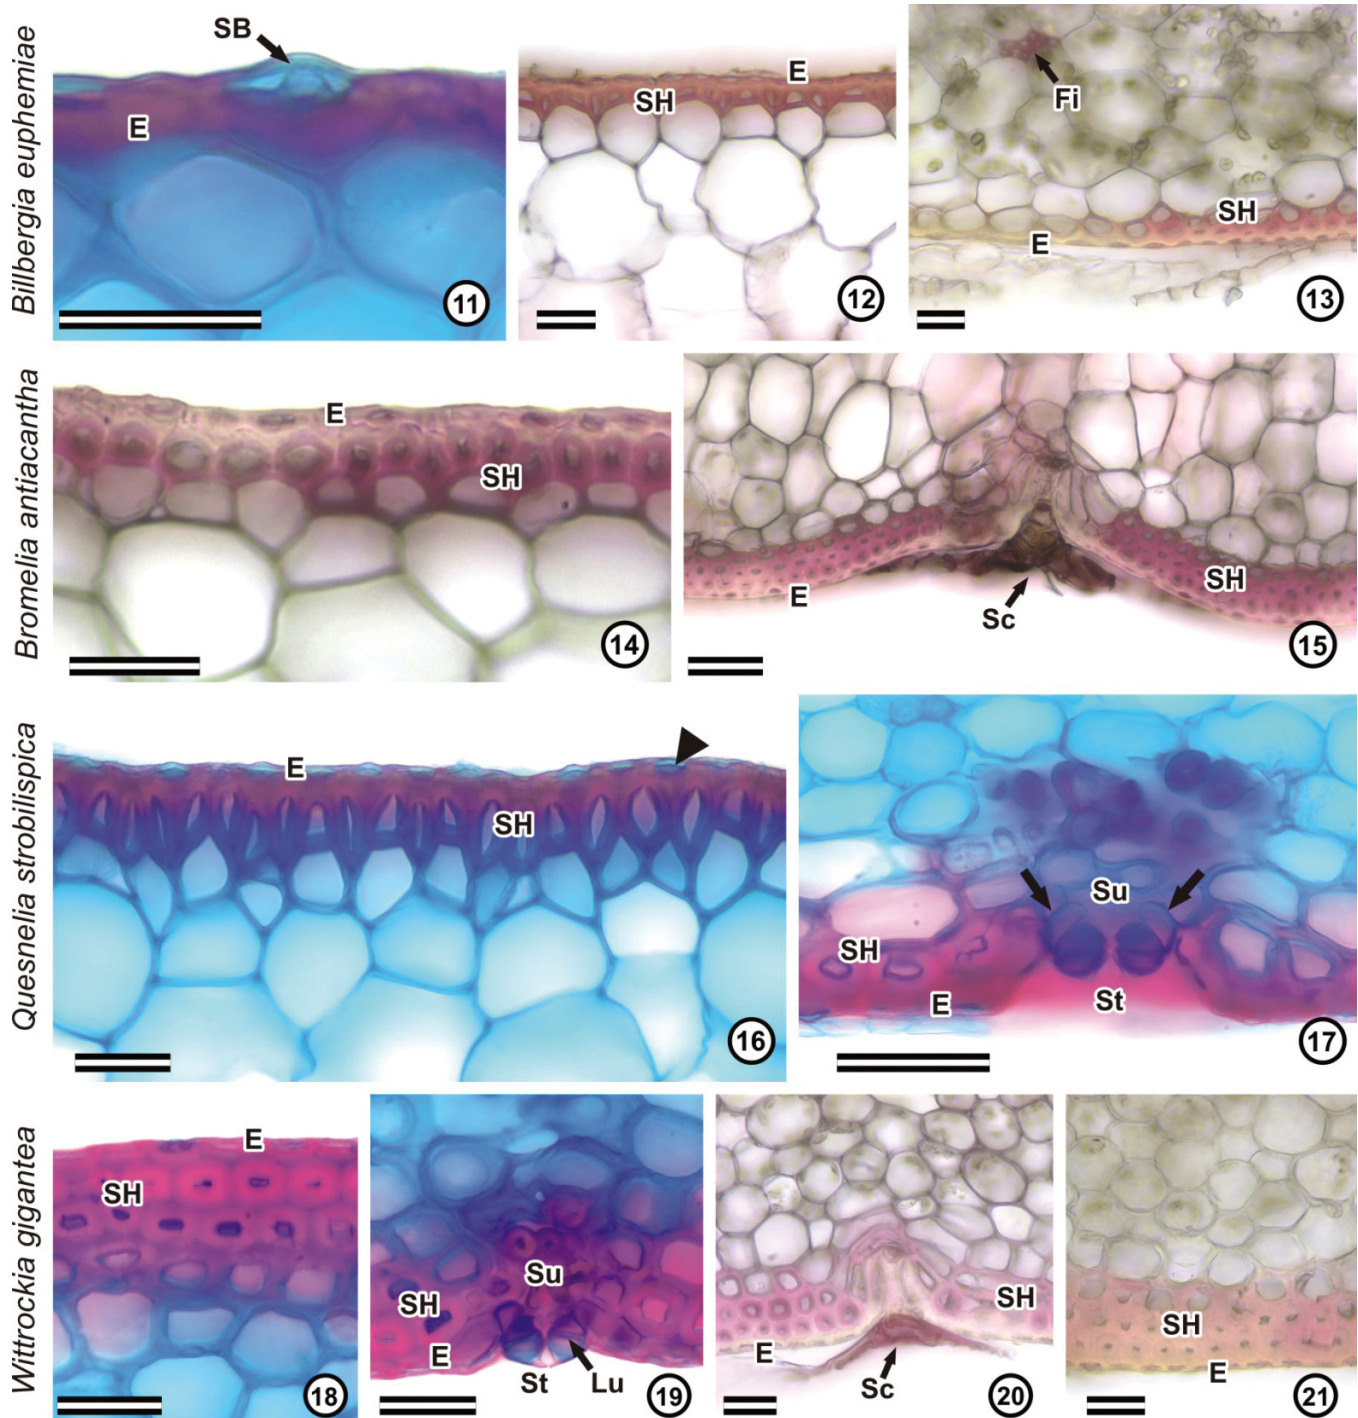 Billbergia euphemiae
SB
E
11
E
SH
12
Fi
SH
E
13
Bromelia antiacantha
E
SH
14
E
Sc
SH
15
Quesnelia strobilispica
E
SH
16
Su
SH
E
St
17
Wittrockia gigantea
E
SH
18
Su
SH
E
St
Lu
19
SH
E
Sc
20
SH
E
21